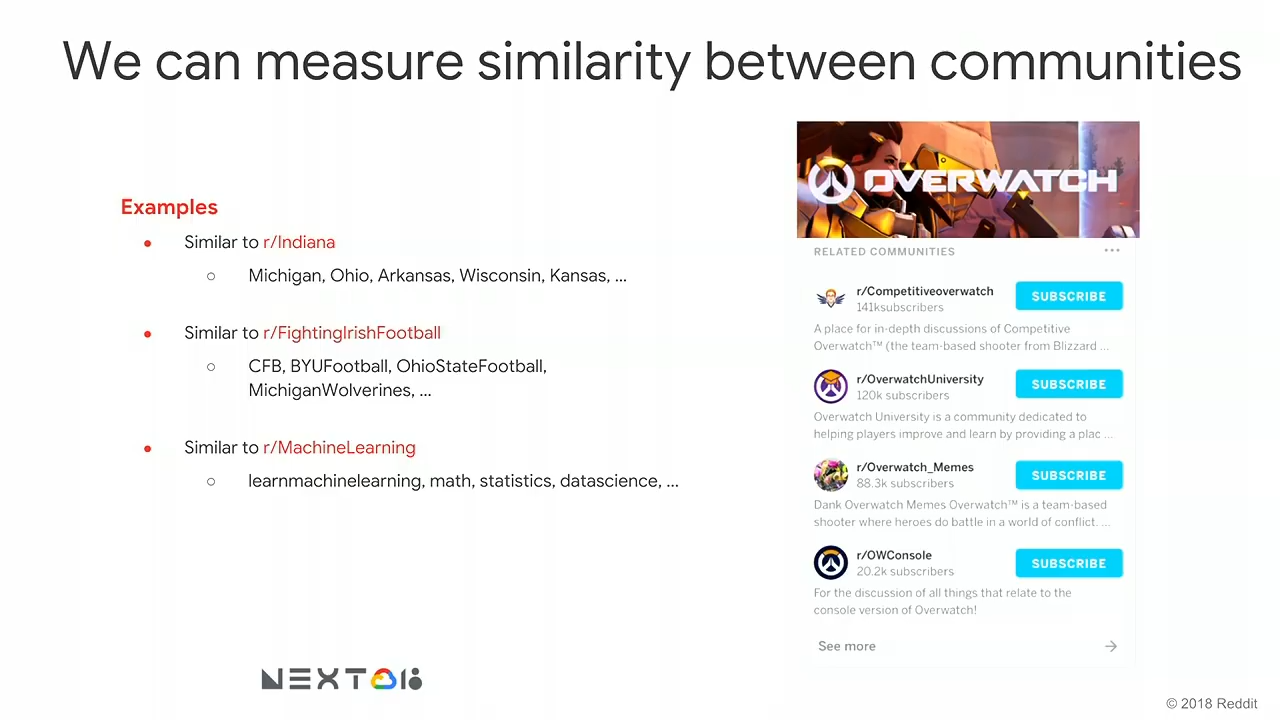 We can measure similarity between communities
Examples
• Similar to r/Indiana
○ Michigan, Ohio, Arkansas, Wisconsin, Kansas, ...
• Similar to r/FightingIrishFootball
○ CFB, BYUFootball, OhioStateFootball,
MichiganWolverines, ...
• Similar to r/MachineLearning
○ learnmachinelearning, math, statistics, datascience, ...
OVERWATCH
RELATED COMMUNITIES
r/Competitiveoverwatch
141ksubscribers
SUBSCRIBE
A place for in-depth discussions of Competitive
Overwatch™ (the team-based shooter from Blizzard ...
r/OverwatchUniversity
120k subscribers
SUBSCRIBE
Overwatch University is a community dedicated to
helping players improve and learn by providing a plac ...
r/Overwatch_Memes
88.3k subscribers
SUBSCRIBE
Dank Overwatch Memes Overwatch™ is a team-based
shooter where heroes do battle in a world of conflict. ...
r/OWConsole
20.2k subscribers
SUBSCRIBE
For the discussion of all things that relate to the
console version of Overwatch!
See more
NEXT 18
© 2018 Reddit